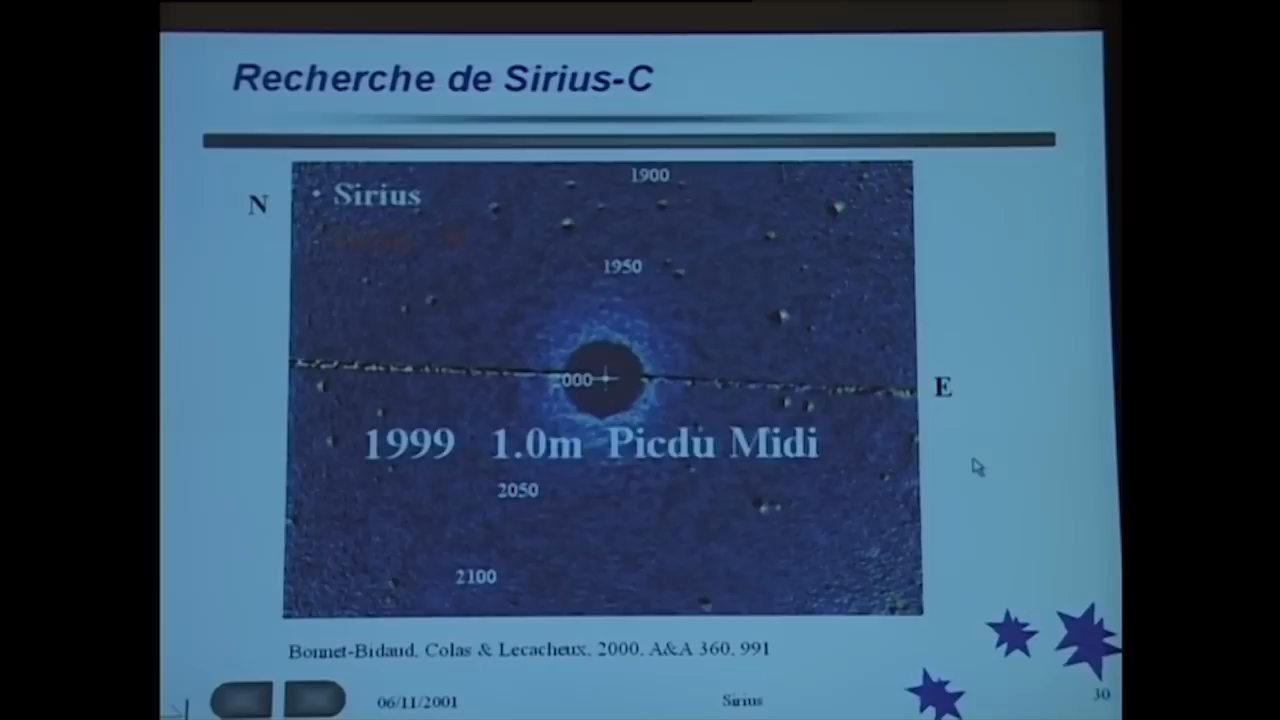 Recherche de Sirius-C
1900
N
Sirius
1950
2000
E
1999 1.0m Picdu Midi
2050
2100
Bonnet-Bidaud, Colas & Lecacheux, 2000, A&A 360, 991
06/11/2001
Sirius
30